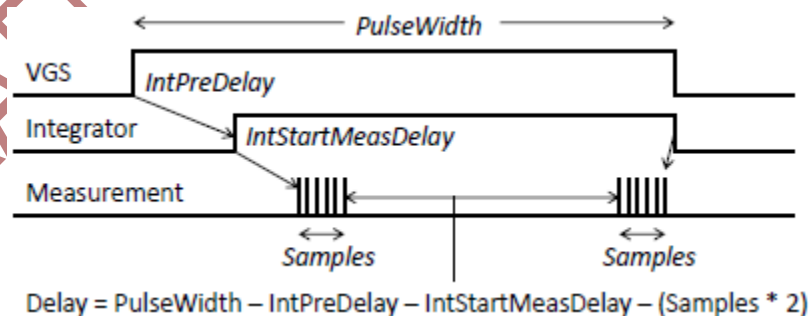 PulseWidth
VGS
IntPreDelay
Integrator
IntStartMeasDelay
Measurement
Samples
Samples
Delay = PulseWidth – IntPreDelay – IntStartMeasDelay – (Samples * 2)